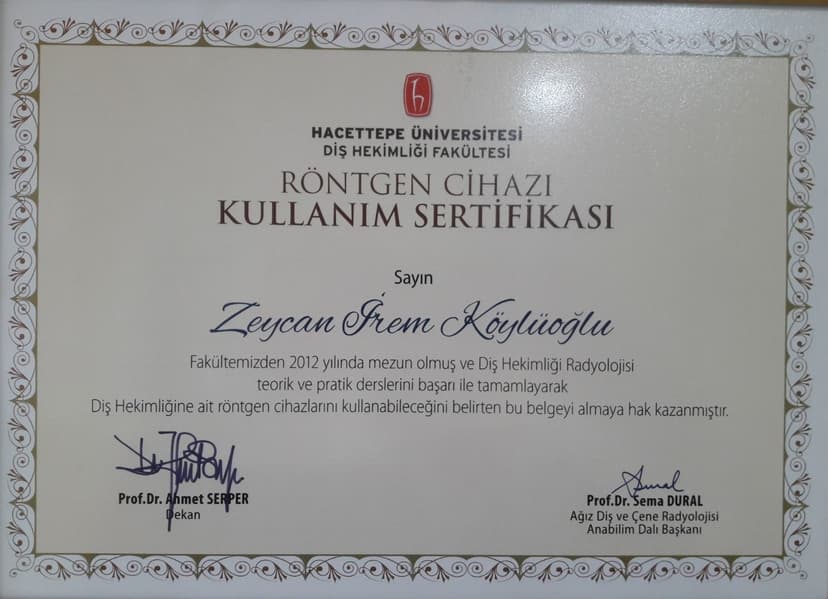 HACETTEPE ÜNİVERSİTESİ
DİŞ HEKİMLİĞİ FAKÜLTESİ
RÖNTGEN CİHAZI
KULLANIM SERTİFİKASI
Sayın
Zeycan İrem Köylüoğlu
Fakültemizden 2012 yılında mezun olmuş ve Diş Hekimliği Radyolojisi
teorik ve pratik derslerini başarı ile tamamlayarak
Diş Hekimliğine ait röntgen cihazlarını kullanabileceğini belirten bu belgeyi almaya hak kazanmıştır.
Prof.Dr. Ahmet SERPER
Dekan
Prof.Dr. Sema DURAL
Ağız Diş ve Çene Radyolojisi
Anabilim Dalı Başkanı